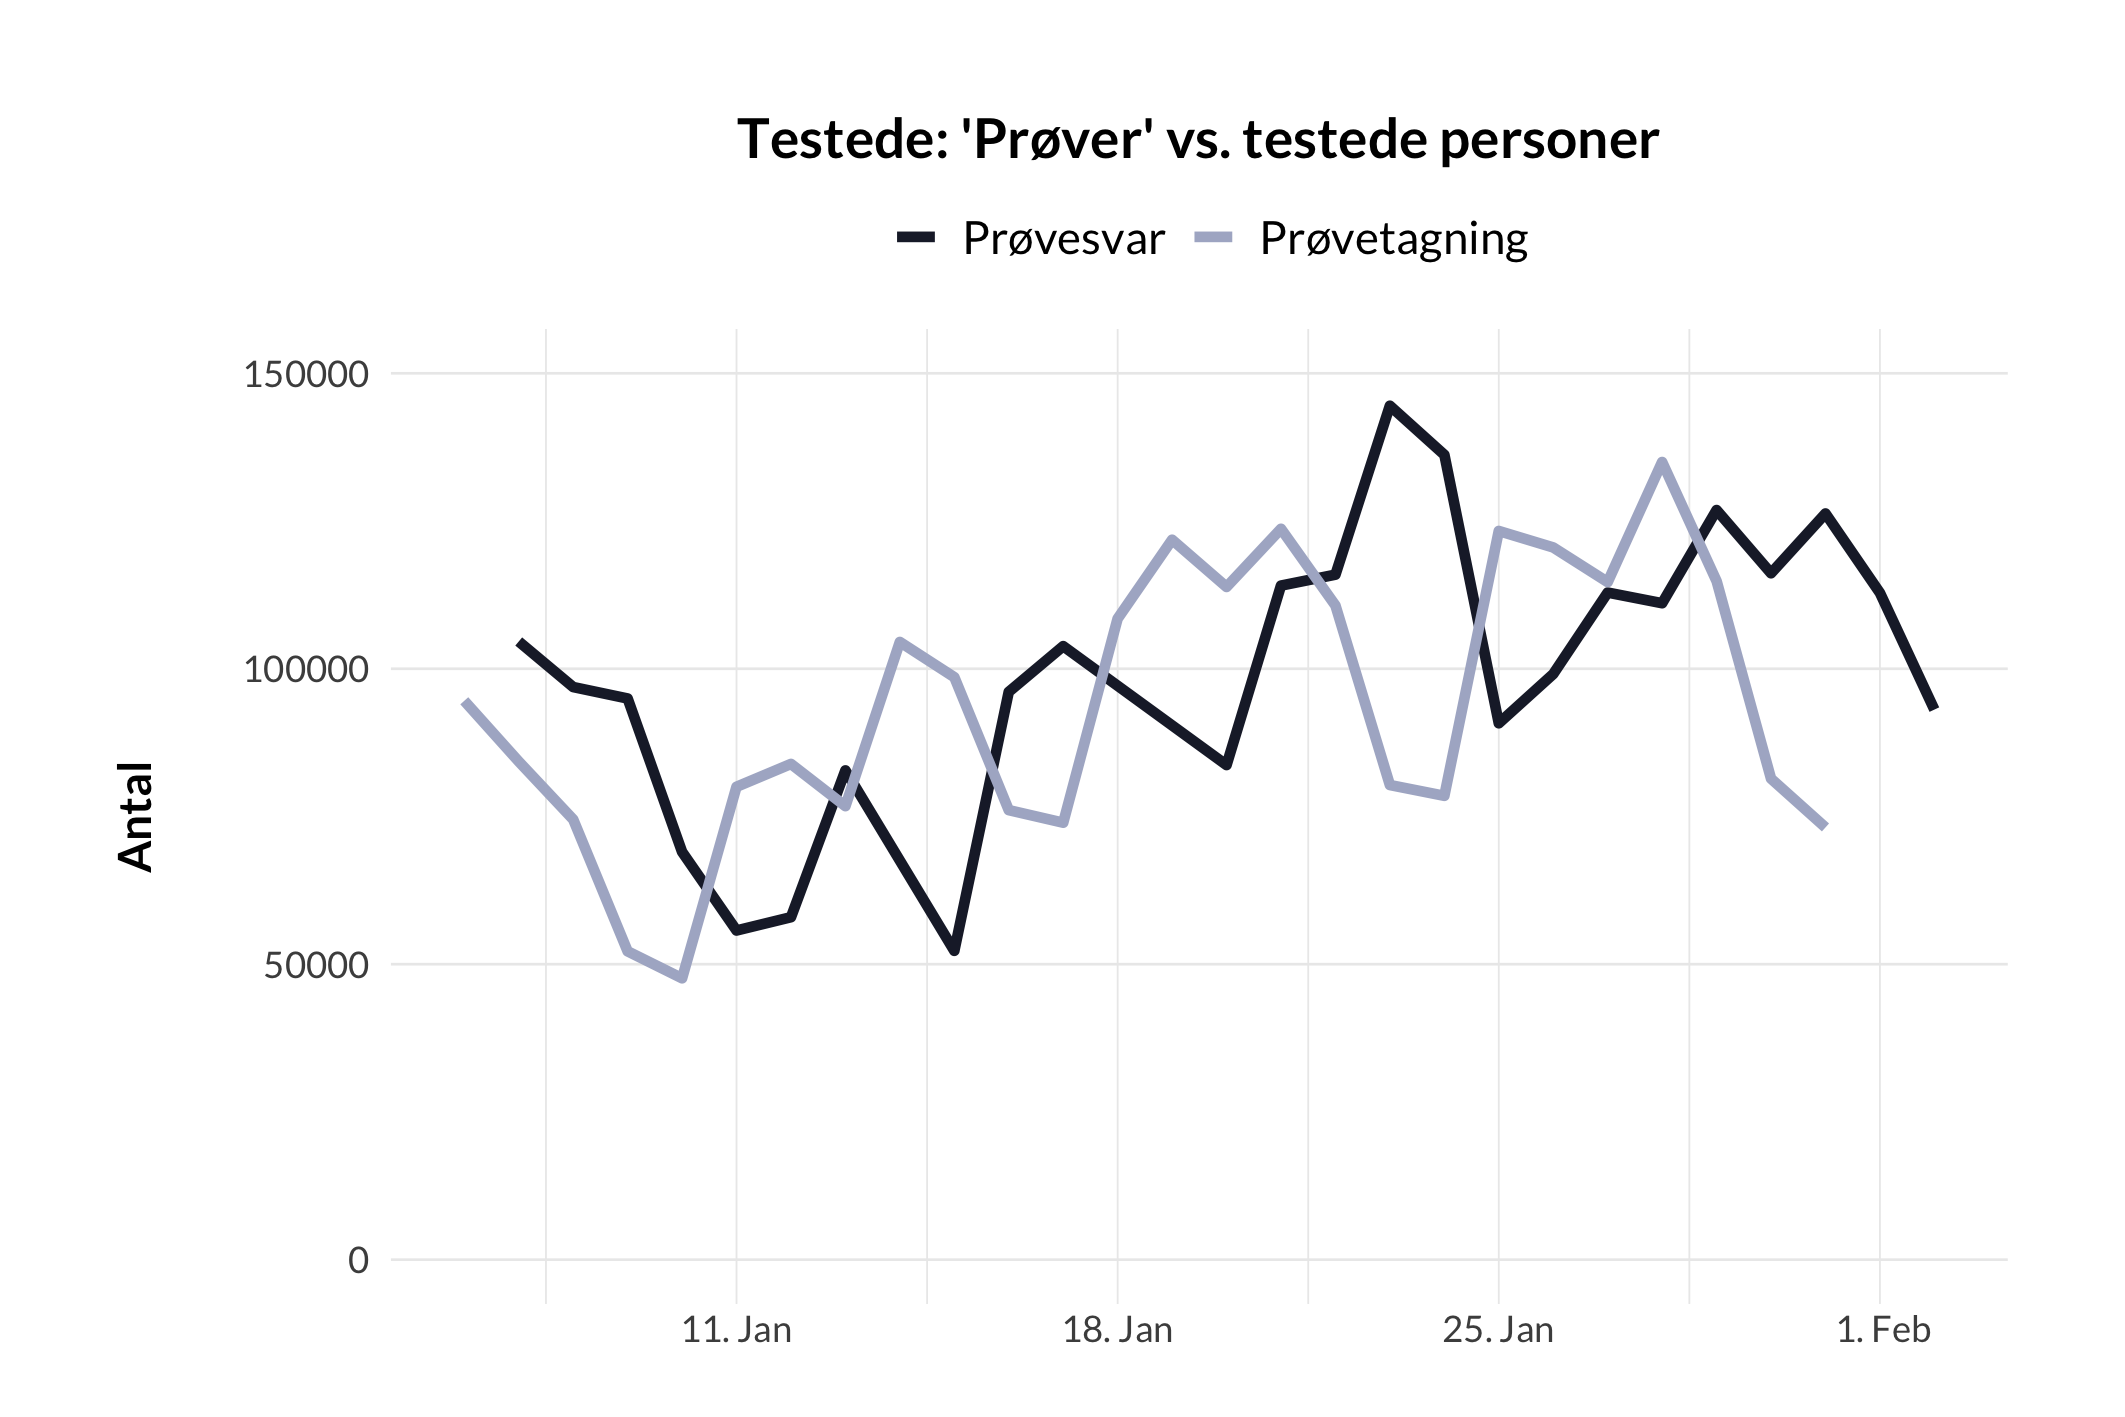 Testede: 'Prøver' vs. testede personer
Prøvesvar Prøvetagning
Antal
150000
100000
50000
0
11. Jan 18. Jan 25. Jan 1. Feb